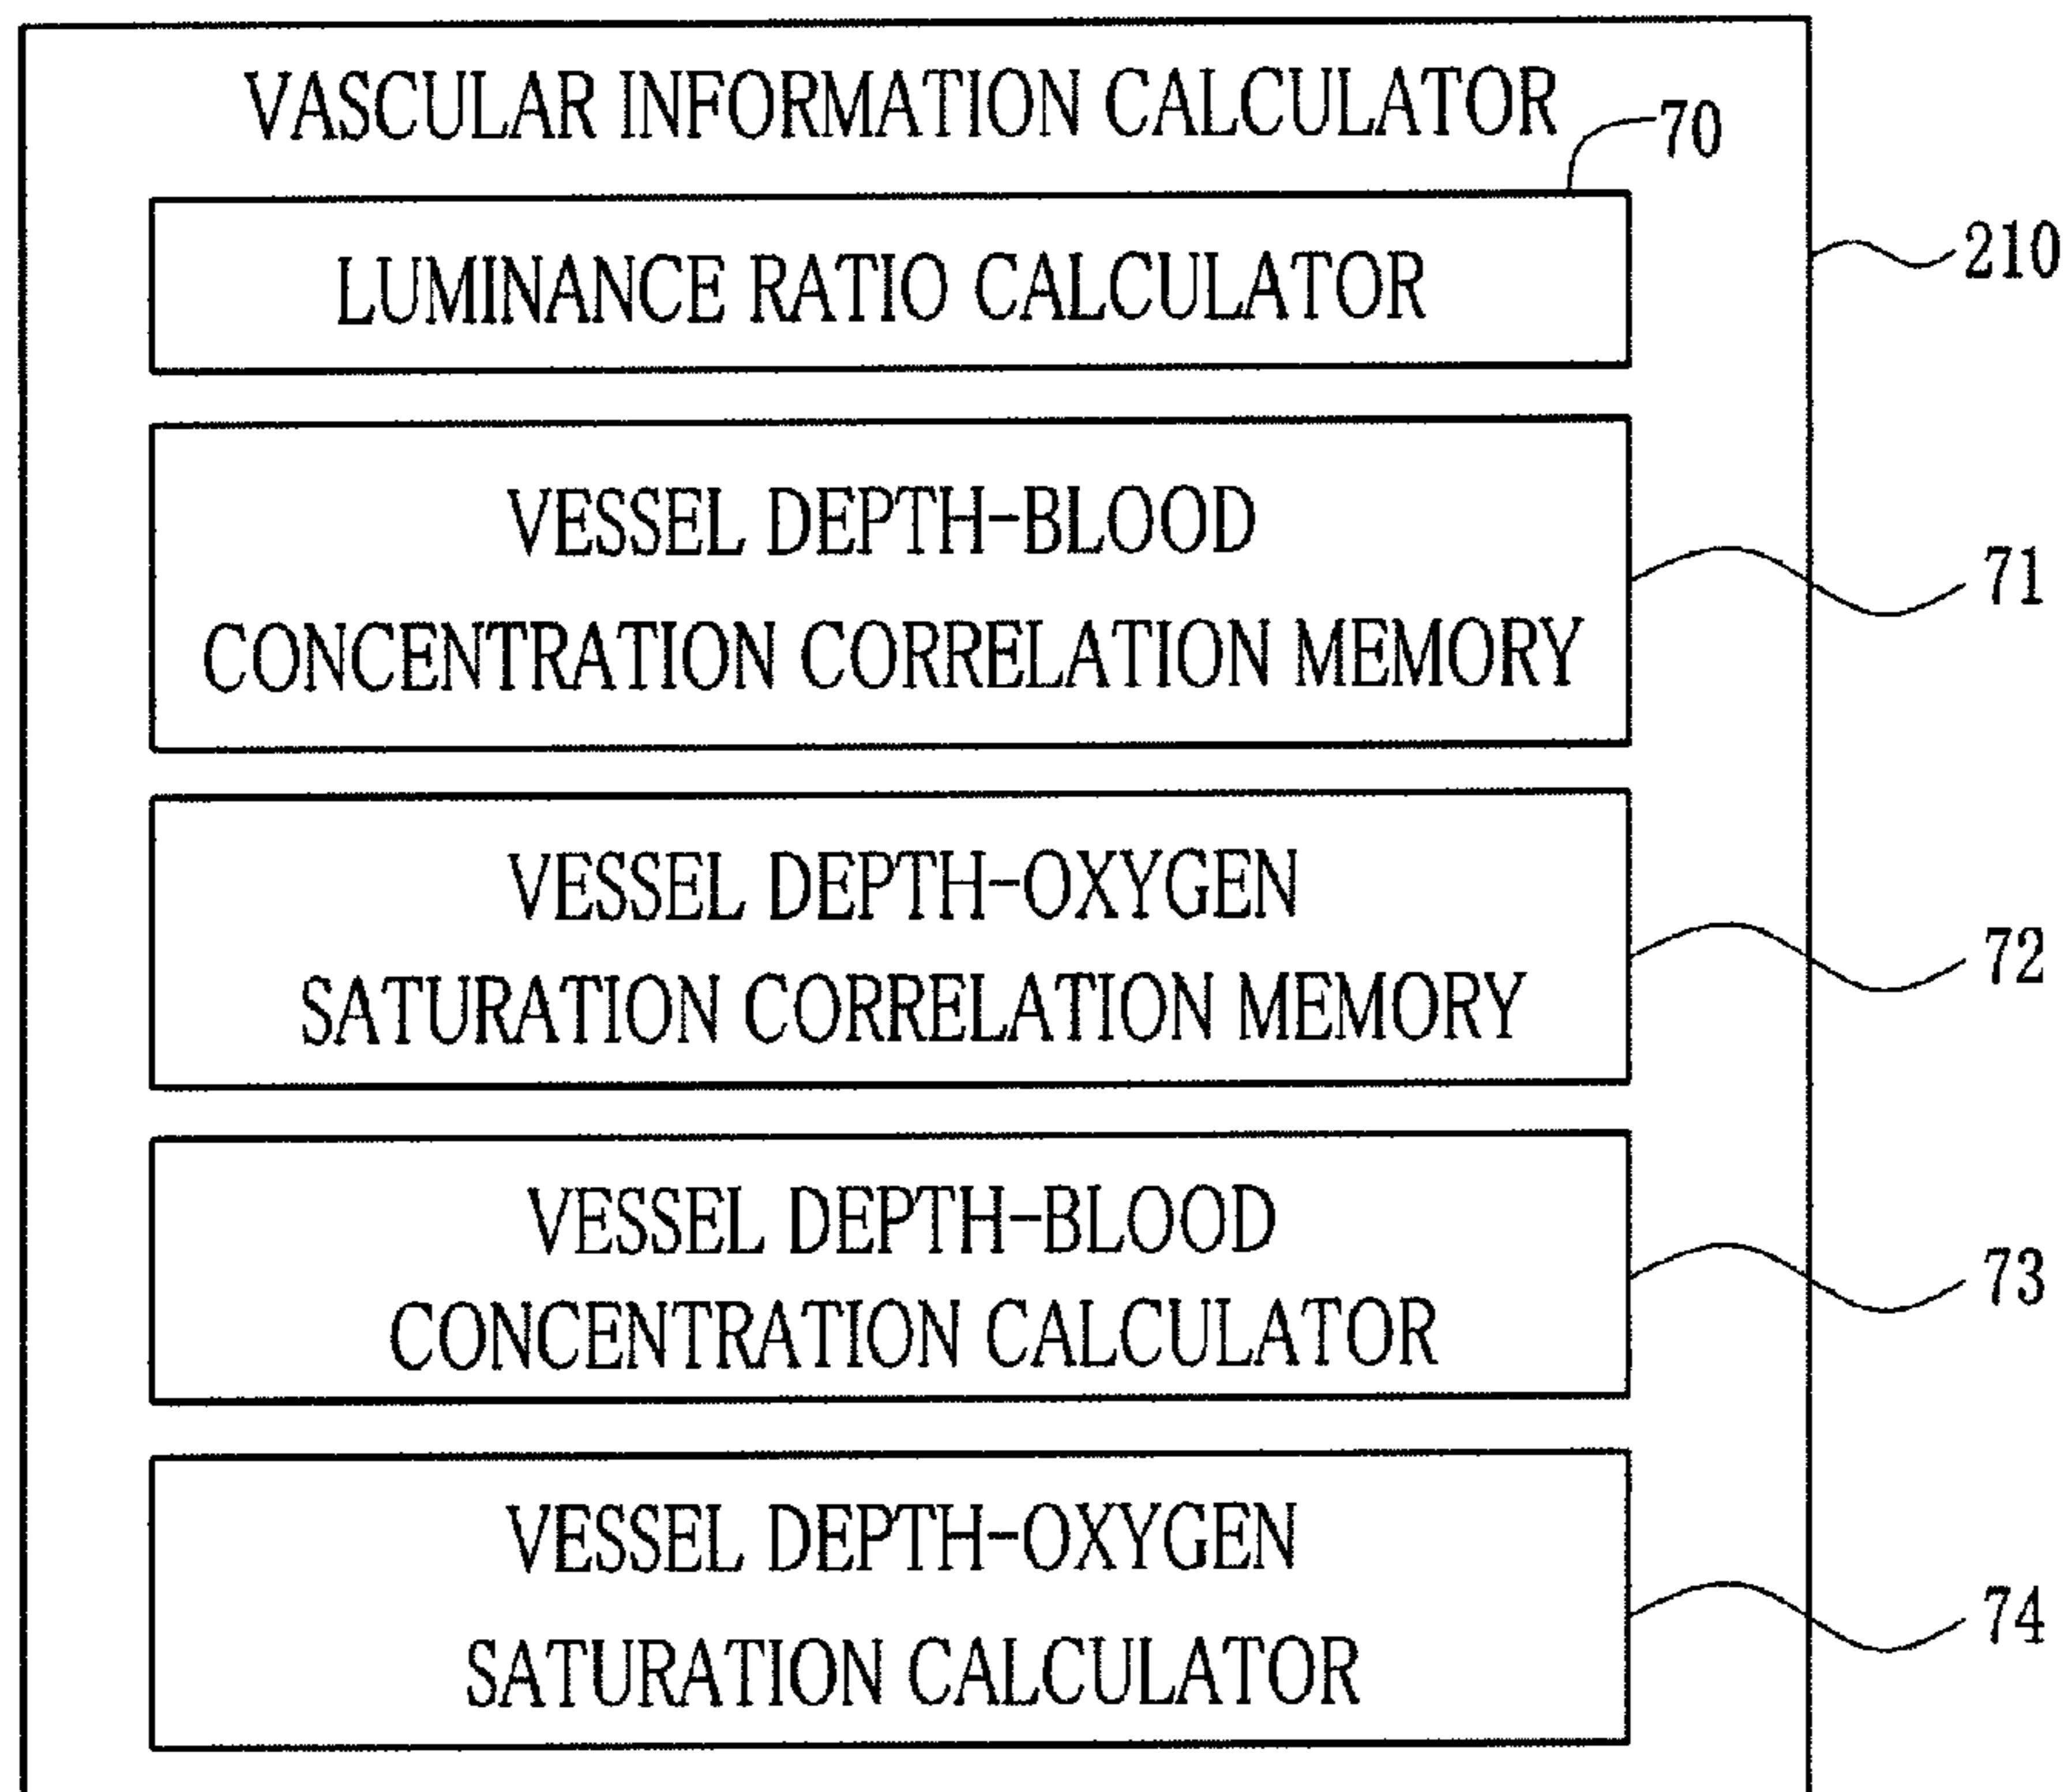 VASCULAR INFORMATION CALCULATOR
70
LUMINANCE RATIO CALCULATOR
210
VESSEL DEPTH-BLOOD
CONCENTRATION CORRELATION MEMORY
71
VESSEL DEPTH-OXYGEN
SATURATION CORRELATION MEMORY
72
VESSEL DEPTH-BLOOD
CONCENTRATION CALCULATOR
73
VESSEL DEPTH-OXYGEN
SATURATION CALCULATOR
74